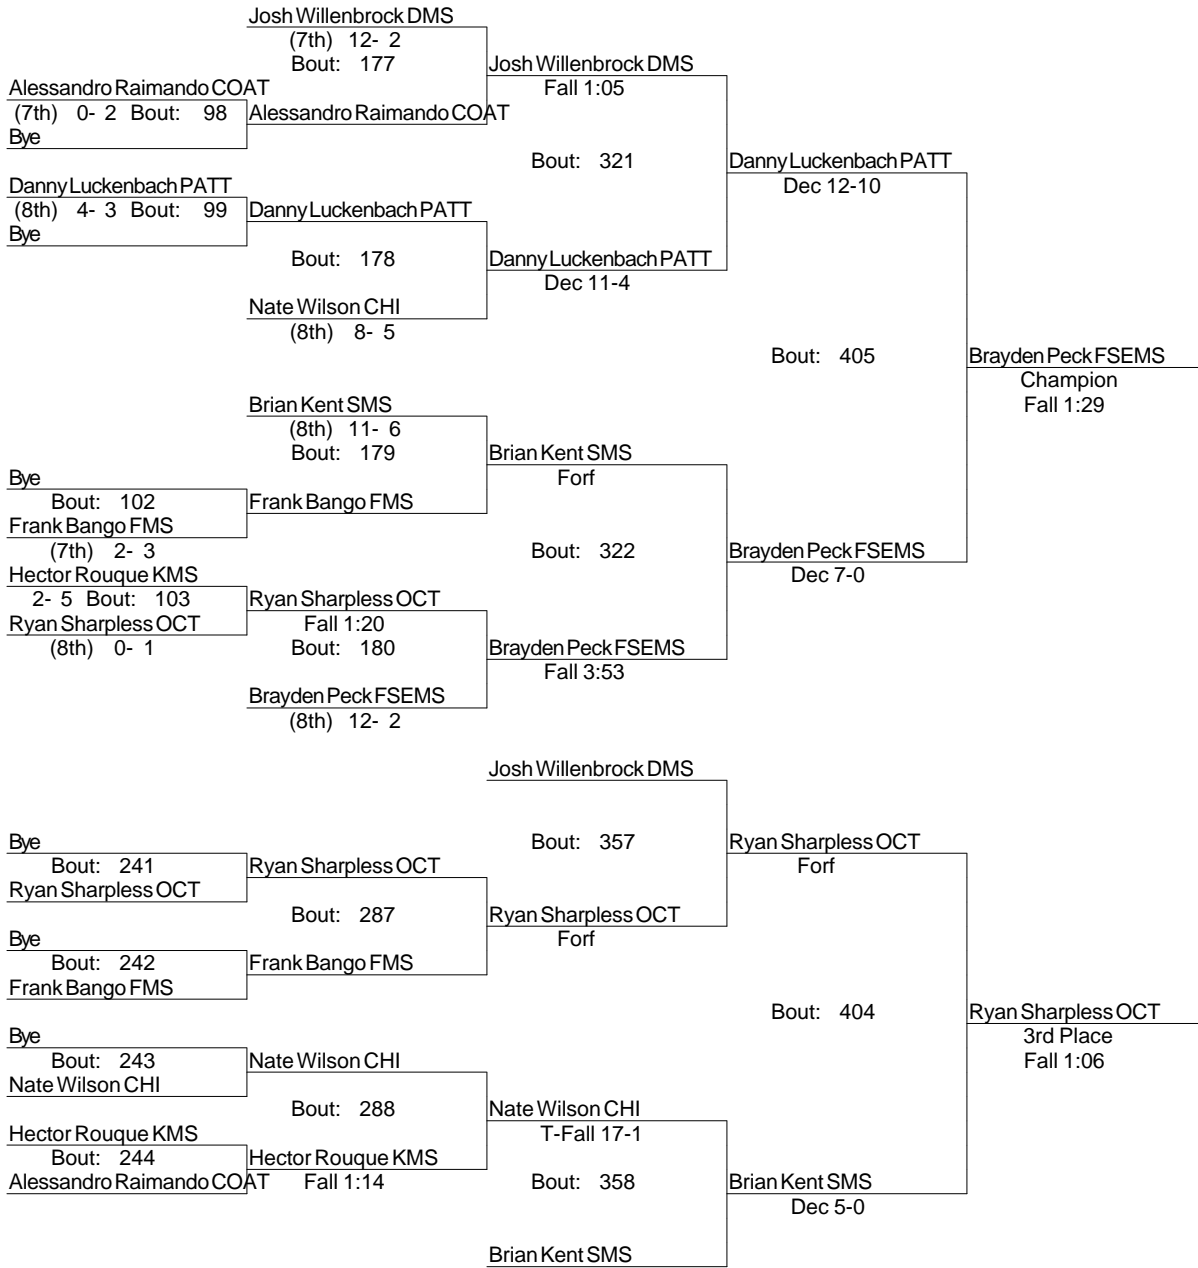 Josh Willenbrock DMS
(7th) 12- 2
Bout: 177
Josh Willenbrock DMS
Fall 1:05
Alessandro Raimando COAT
(7th) 0- 2 Bout: 98
Alessandro Raimando COAT
Bye
Bout: 321
Danny Luckenbach PATT
Dec 12-10
Danny Luckenbach PATT
(8th) 4- 3 Bout: 99
Danny Luckenbach PATT
Bye
Bout: 178
Danny Luckenbach PATT
Dec 11-4
Nate Wilson CHI
(8th) 8- 5
Bout: 405
Brayden Peck FSEMS
Champion
Fall 1:29
Brian Kent SMS
(8th) 11- 6
Bout: 179
Brian Kent SMS
Forf
Bye
Bout: 102
Frank Bango FMS
Frank Bango FMS
(7th) 2- 3
Bout: 322
Brayden Peck FSEMS
Dec 7-0
Hector Rouque KMS
2- 5 Bout: 103
Ryan Sharpless OCT
Fall 1:20
Ryan Sharpless OCT
(8th) 0- 1
Bout: 180
Brayden Peck FSEMS
Fall 3:53
Brayden Peck FSEMS
(8th) 12- 2
Josh Willenbrock DMS
Bout: 357
Ryan Sharpless OCT
Forf
Bye
Bout: 241
Ryan Sharpless OCT
Ryan Sharpless OCT
Bout: 287
Ryan Sharpless OCT
Forf
Bye
Bout: 242
Frank Bango FMS
Frank Bango FMS
Bout: 404
Ryan Sharpless OCT
3rd Place
Fall 1:06
Bye
Bout: 243
Nate Wilson CHI
Nate Wilson CHI
Bout: 288
Nate Wilson CHI
T-Fall 17-1
Hector Rouque KMS
Bout: 244
Hector Rouque KMS
Alessandro Raimando COAT
Fall 1:14
Bout: 358
Brian Kent SMS
Dec 5-0
Brian Kent SMS